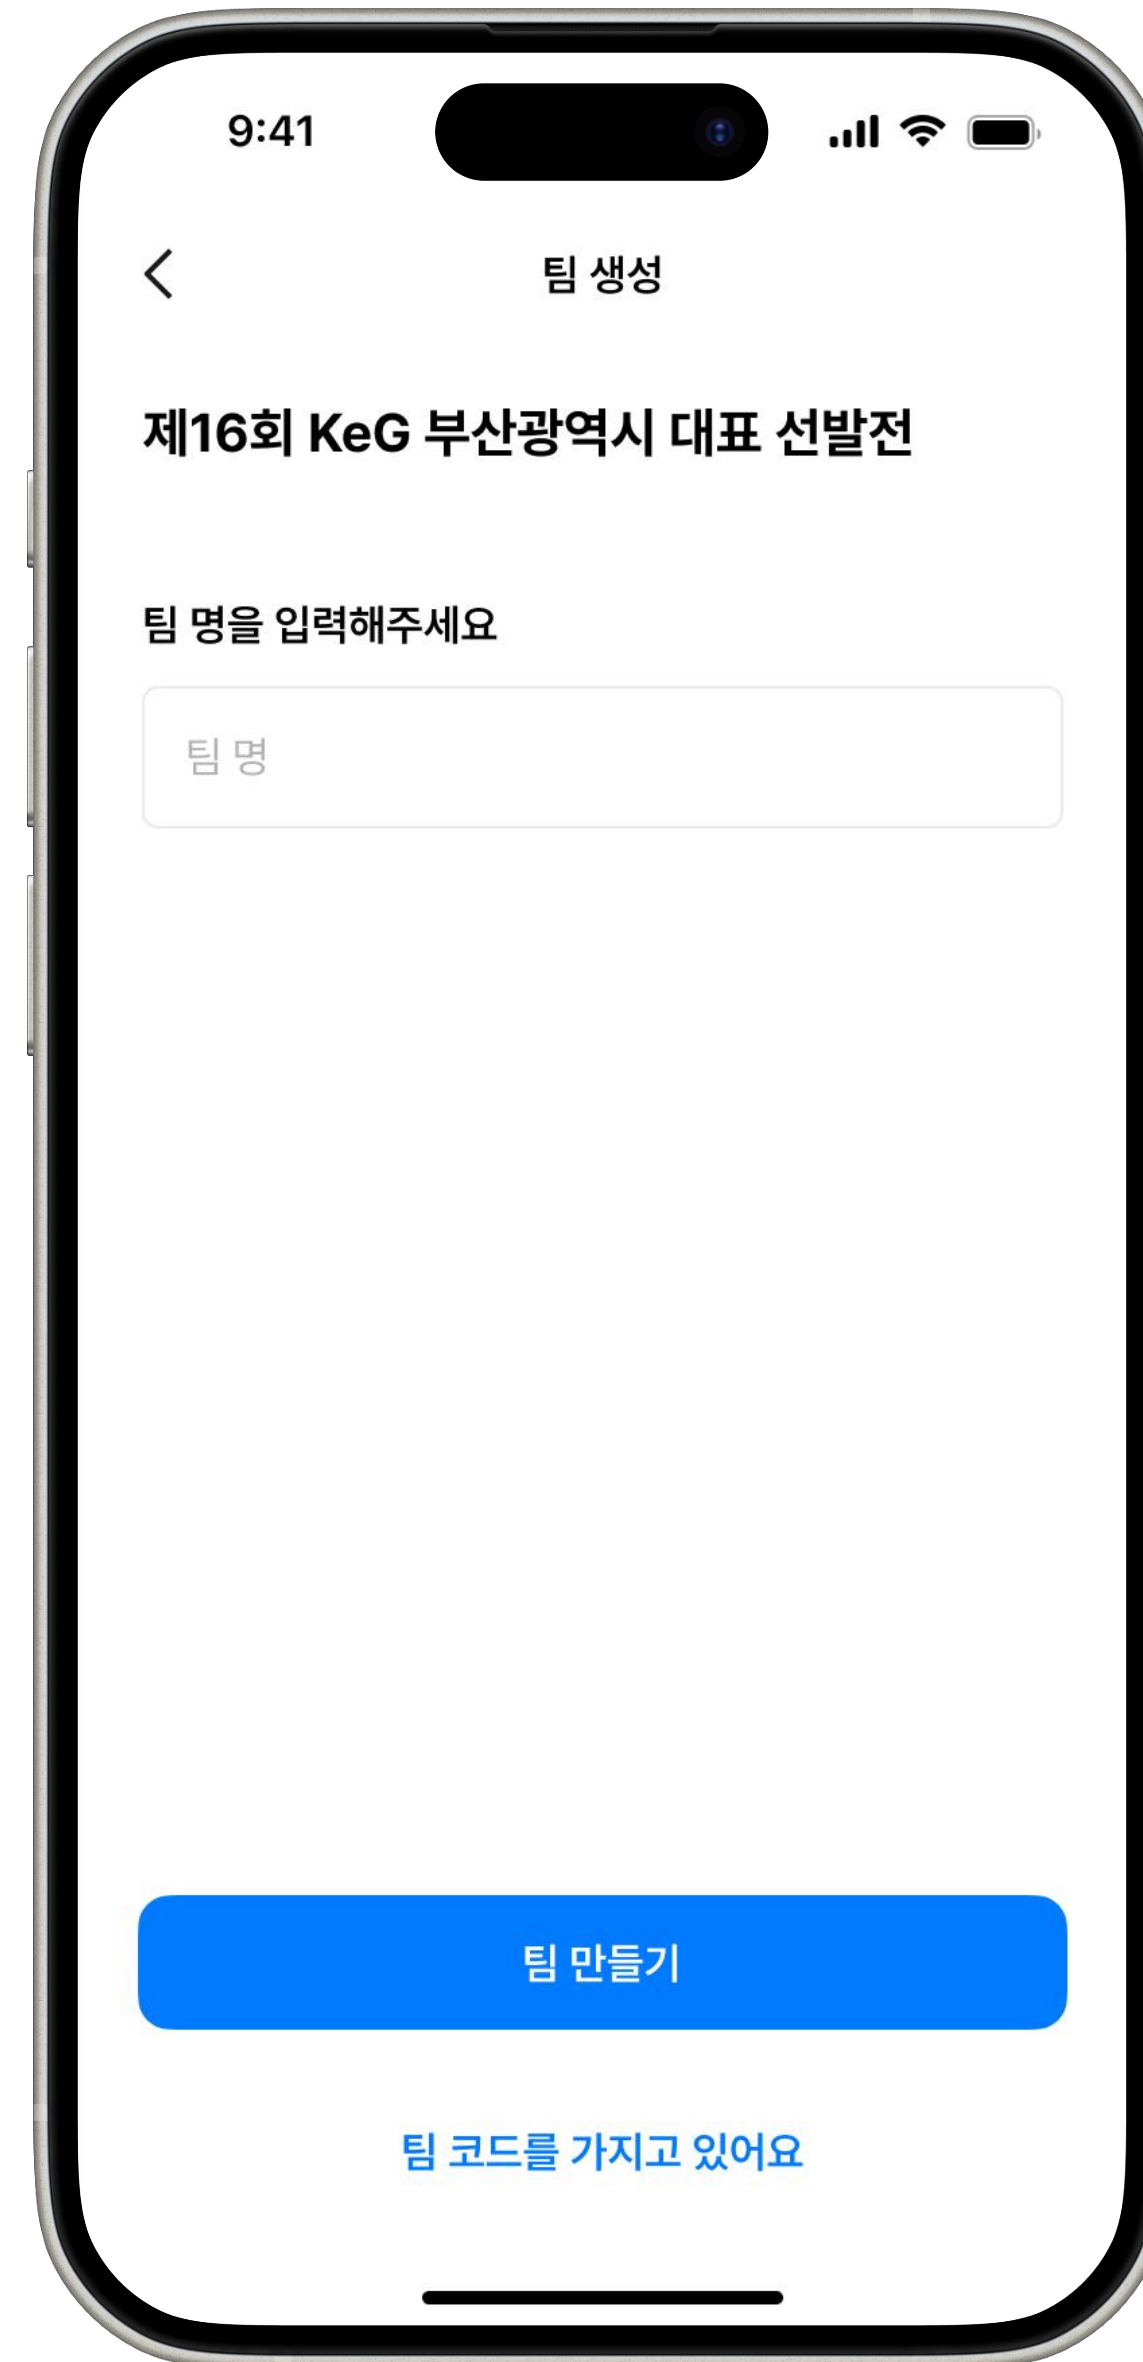 9:41
팀 생성
제16회 KeG 부산광역시 대표 선발전
팀 명을 입력해주세요
팀 명
팀 만들기
팀 코드를 가지고 있어요